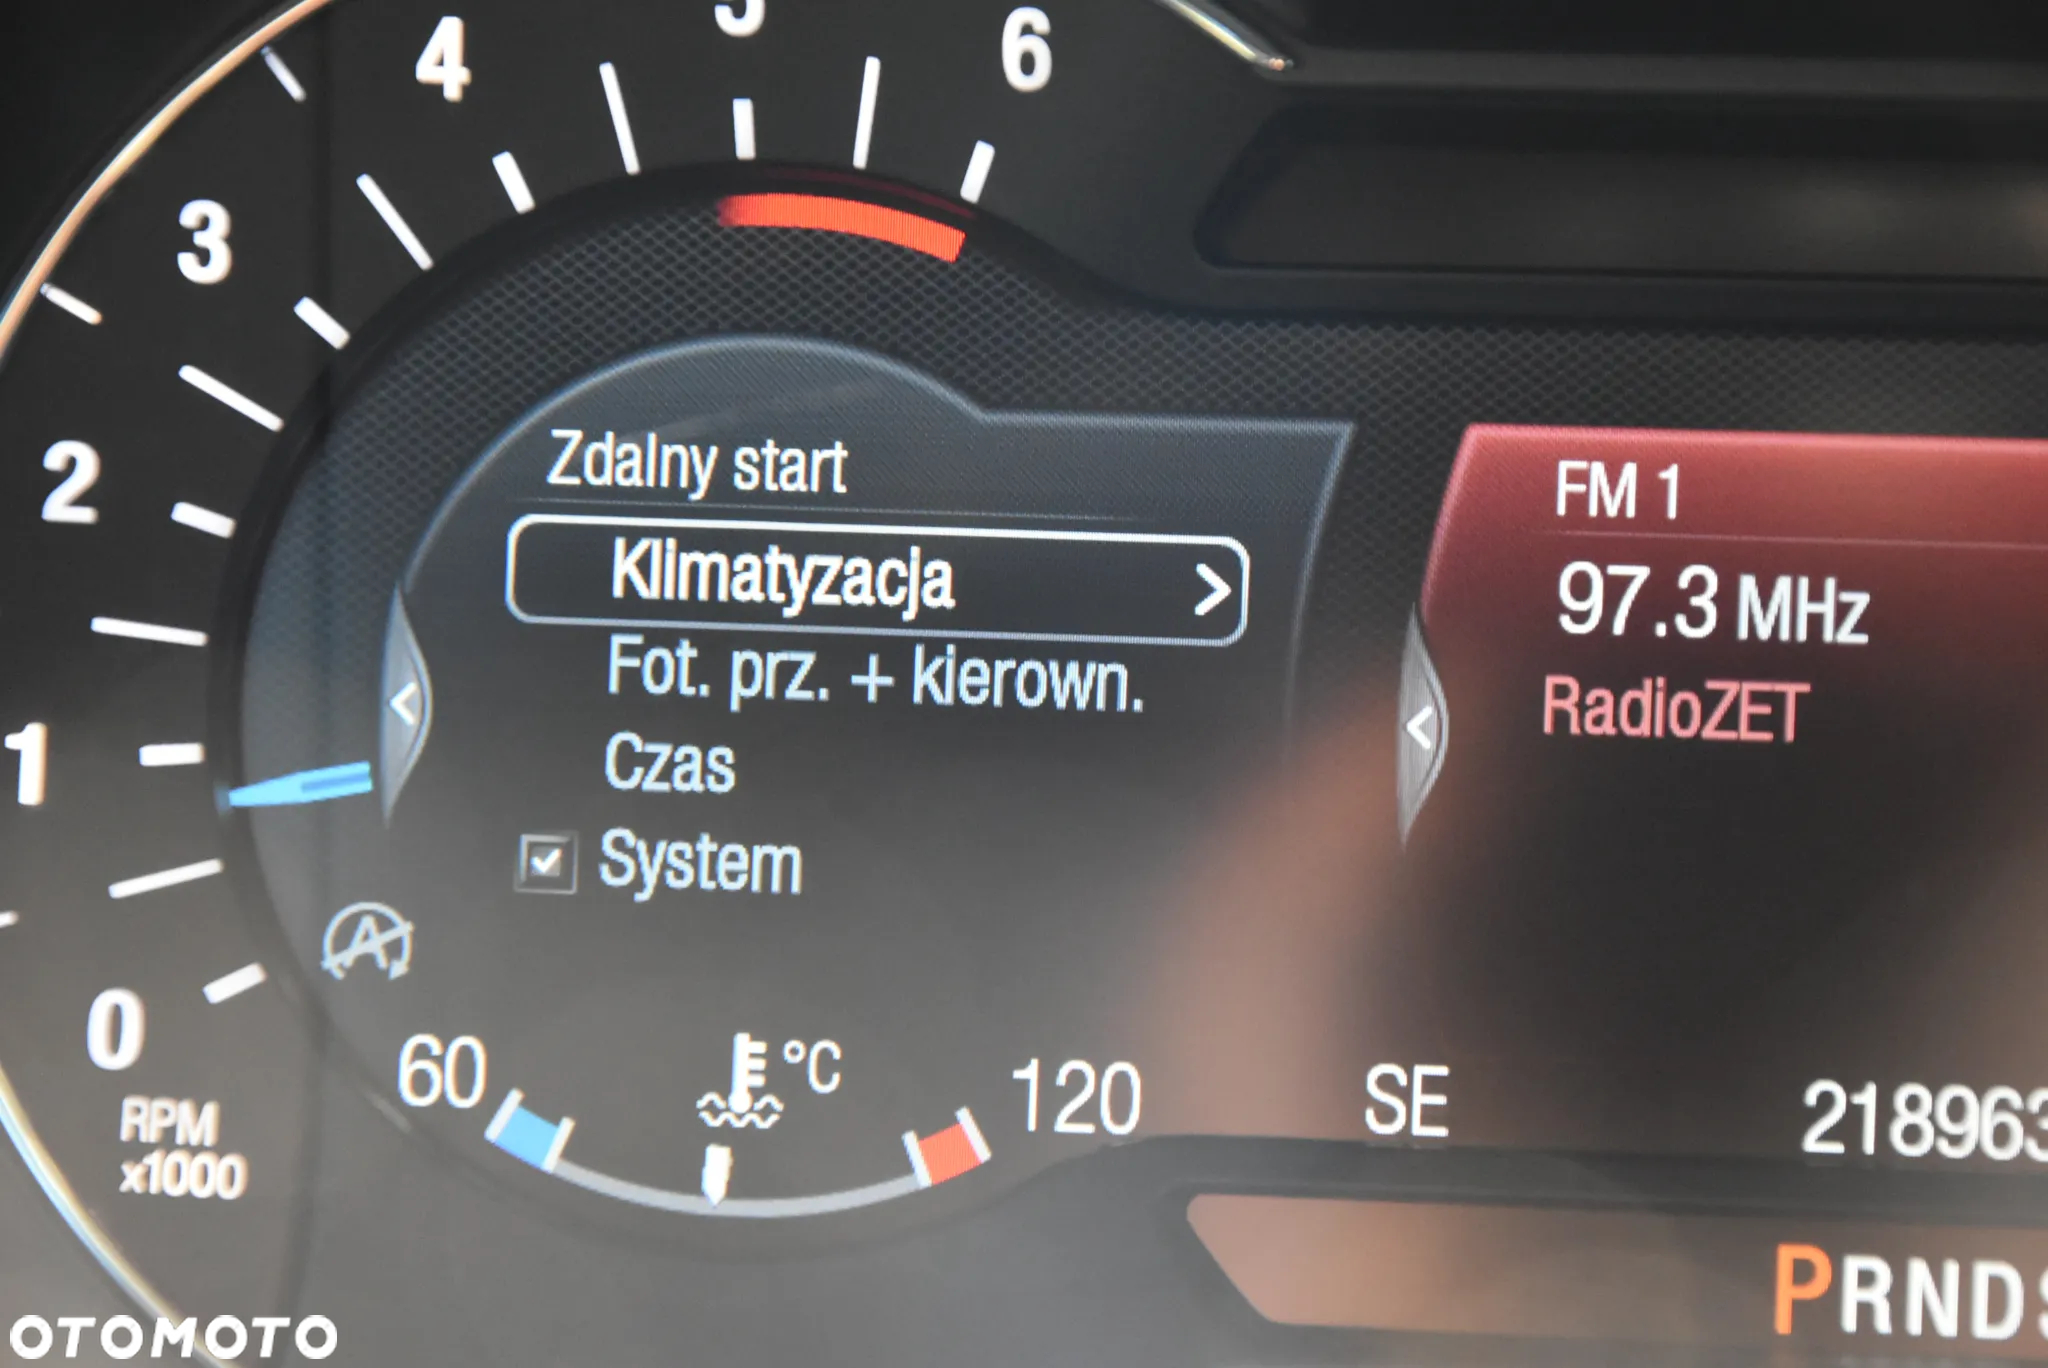 4
5
6
3
2
1
0
RPM
x1000
Zdalny start
Klimatyzacja
Fot. prz. + kierown.
Czas
System
A
60
°C
120
FM 1
97.3 MHz
RadioZET
SE
218963
PRNDS
OTOMOTO